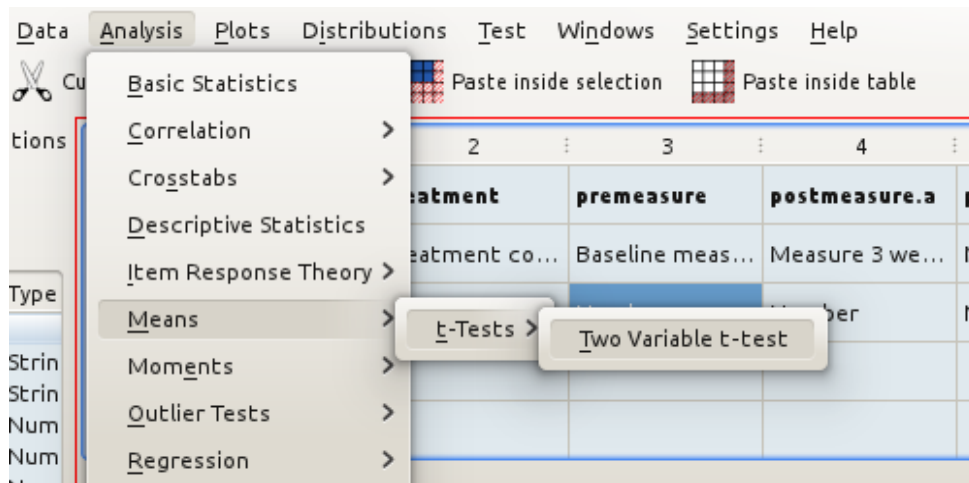 Data Analysis Plots Distributions Test Windows Settings Help
Cu Paste inside selection Paste inside table
tions
2 3 4
eatment premeasure postmeasure.a
eatment co... Baseline meas... Measure 3 we...
Type
ber
Strin
Strin
Num
Num
Basic Statistics
Correlation
Crosstabs
Descriptive Statistics
Item Response Theory
Means
Moments
Outlier Tests
Regression
t-Tests
Two Variable t-test